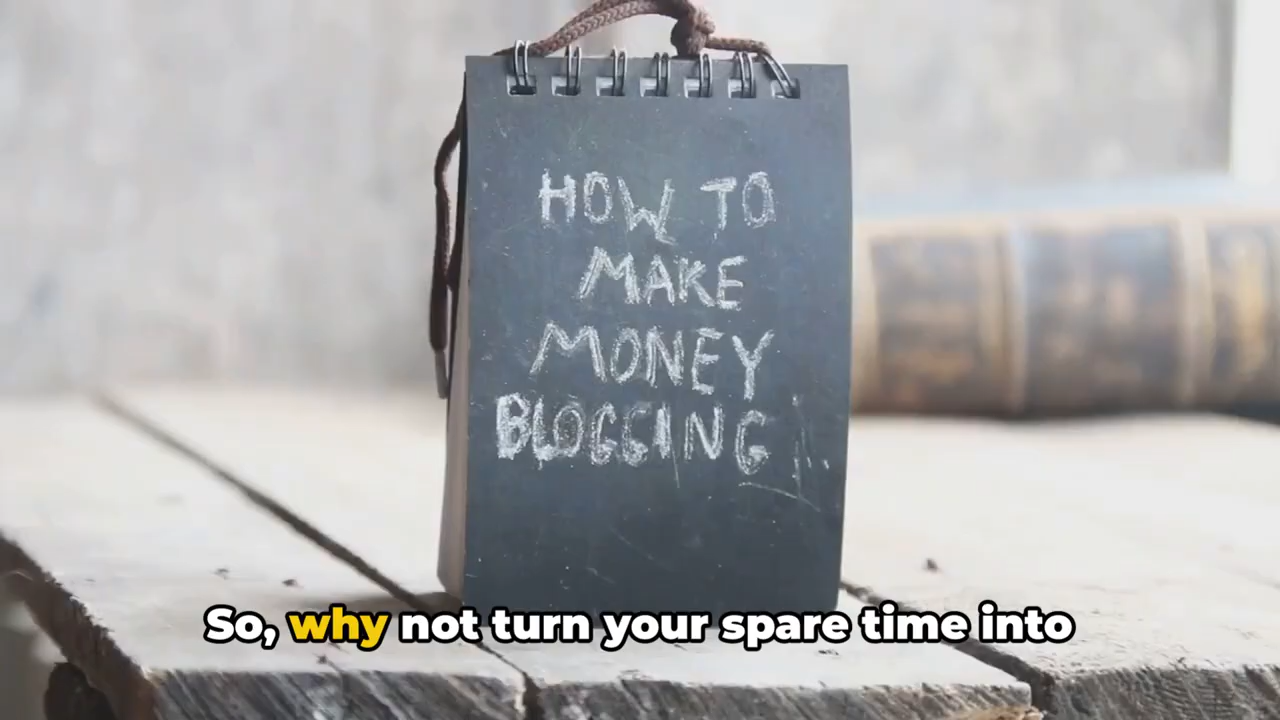 HOW TO
MAKE
MONEY
BLOGGING
So, why not turn your spare time into